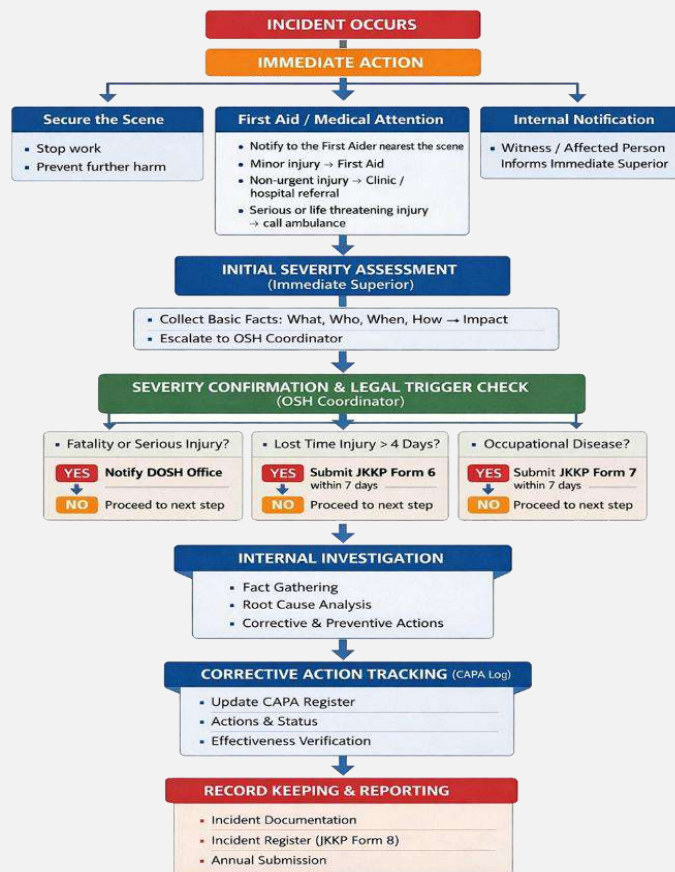 INCIDENT OCCURS
IMMEDIATE ACTION
Secure the Scene
• Stop work
• Prevent further harm
First Aid / Medical Attention
• Notify to the First Aider nearest the scene
• Minor injury → First Aid
• Non-urgent injury → Clinic /
hospital referral
• Serious or life threatening injury
→ call ambulance
Internal Notification
• Witness / Affected Person
Informs Immediate Superior
INITIAL SEVERITY ASSESSMENT
(Immediate Superior)
• Collect Basic Facts: What, Who, When, How → Impact
• Escalate to OSH Coordinator
SEVERITY CONFIRMATION & LEGAL TRIGGER CHECK
(OSH Coordinator)
• Fatality or Serious Injury?
YES Notify DOSH Office
NO Proceed to next step
• Lost Time Injury > 4 Days?
YES Submit JKKP Form 6
within 7 days
NO Proceed to next step
• Occupational Disease?
YES Submit JKKP Form 7
within 7 days
NO Proceed to next step
INTERNAL INVESTIGATION
• Fact Gathering
• Root Cause Analysis
• Corrective & Preventive Actions
CORRECTIVE ACTION TRACKING (CAPA Log)
• Update CAPA Register
• Actions & Status
• Effectiveness Verification
RECORD KEEPING & REPORTING
• Incident Documentation
• Incident Register (JKKP Form 8)
• Annual Submission